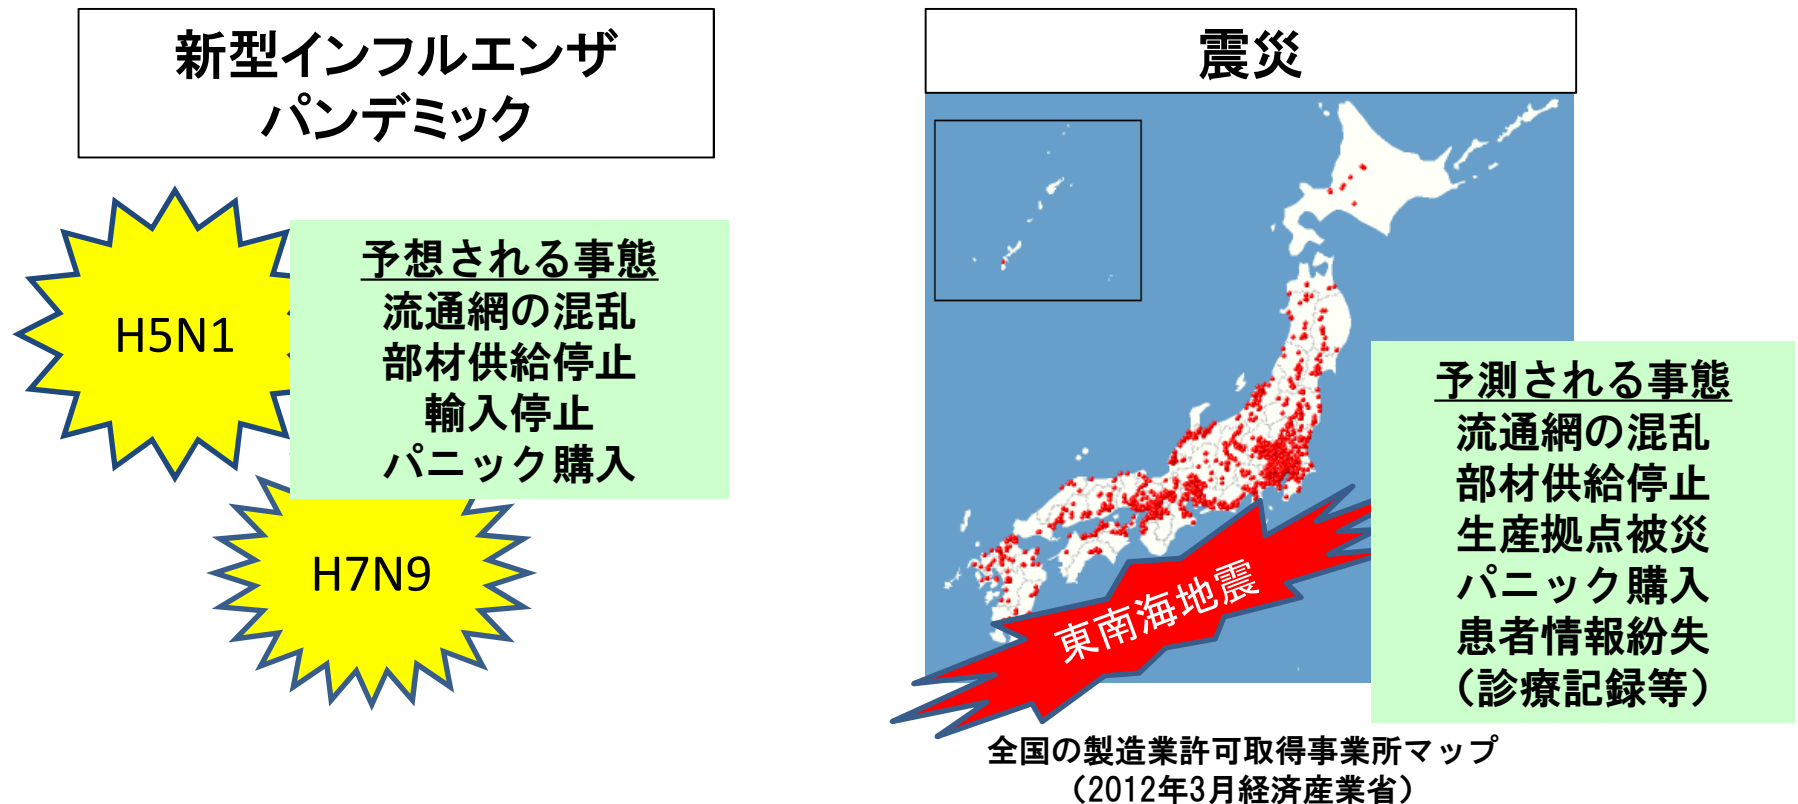 新型インフルエンザ
パンデミック
H5N1
予想される事態
流通網の混乱
部材供給停止
輸入停止
パニック購入
H7N9
震災
予測される事態
流通網の混乱
部材供給停止
生産拠点被災
パニック購入
患者情報紛失
（診療記録等）
東南海地震
全国の製造業許可取得事業所マップ
（2012年3月経済産業省）